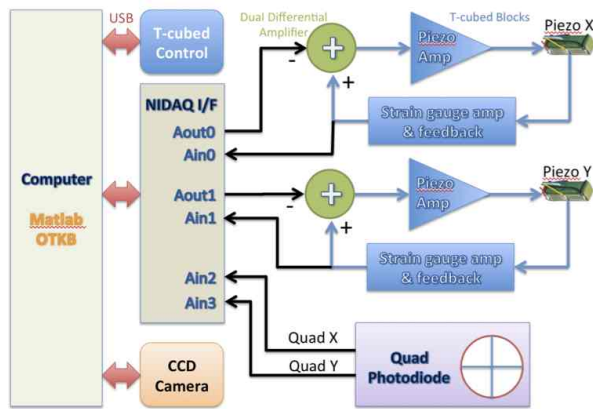 USB
Dual Differential
Amplifier
T-cubed Blocks
Piezo X
T-cubed
Control
+
-
+
Piezo
Amp
NIDAQ I/F
Aout0
Ain0
Strain gauge amp
& feedback
Computer
Matlab
OTKB
Aout1
Ain1
+
-
+
Piezo
Amp
Piezo Y
Strain gauge amp
& feedback
Ain2
Ain3
Quad X
Quad Y
Quad
Photodiode
CCD
Camera